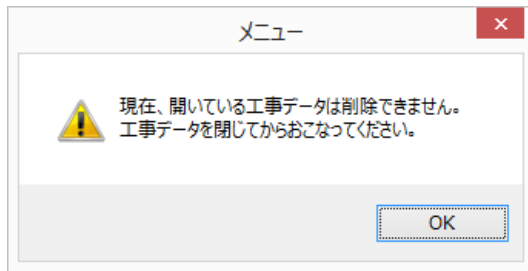 メニュー
現在、開いている工事データは削除できません。
工事データを閉じてからおこなってください。
OK